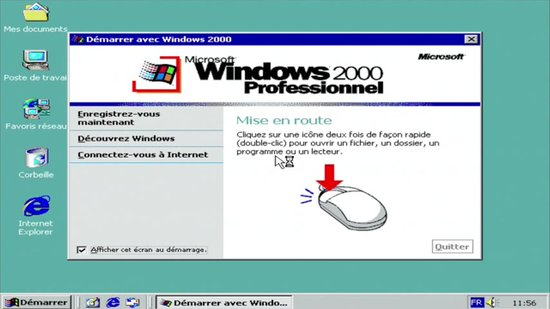 Mes documents
Poste de travai
Favoris réseau
Corbeille
Internet
Explorer
Démarrer avec Windows 2000
Microsoft
Windows 2000
Professionnel
Microsoft
Enregistrez-vous
maintenant
Découvrez Windows
Connectez-vous à Internet
Mise en route
Cliquez sur une icône deux fois de façon rapide
(double-clic) pour ouvrir un fichier, un dossier, un
programme ou un lecteur.
Afficher cet écran au démarrage.
Quitter
Démarrer
Démarrer avec Windo...
FR
11:56